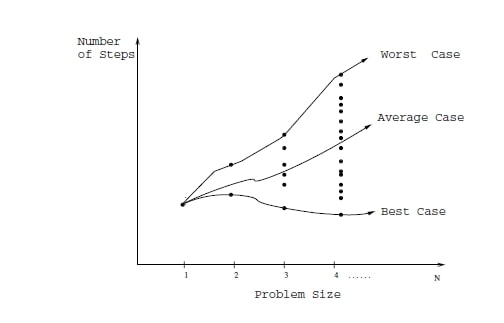 Number
of Steps
Worst Case
Average Case
Best Case
1 2 3 4 ...... N
Problem Size